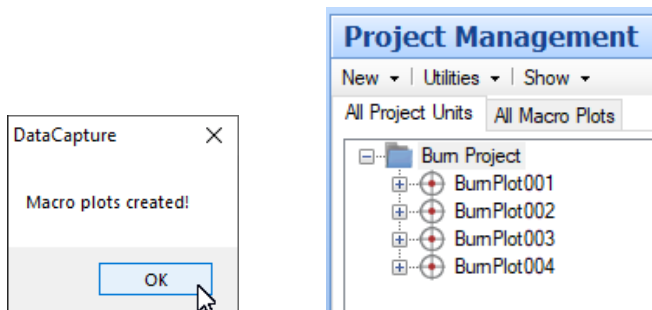 DataCapture
Macro plots created!
OK
Project Management
New Utilities Show
All Project Units All Macro Plots
Burn Project
BurnPlot001
BurnPlot002
BurnPlot003
BurnPlot004